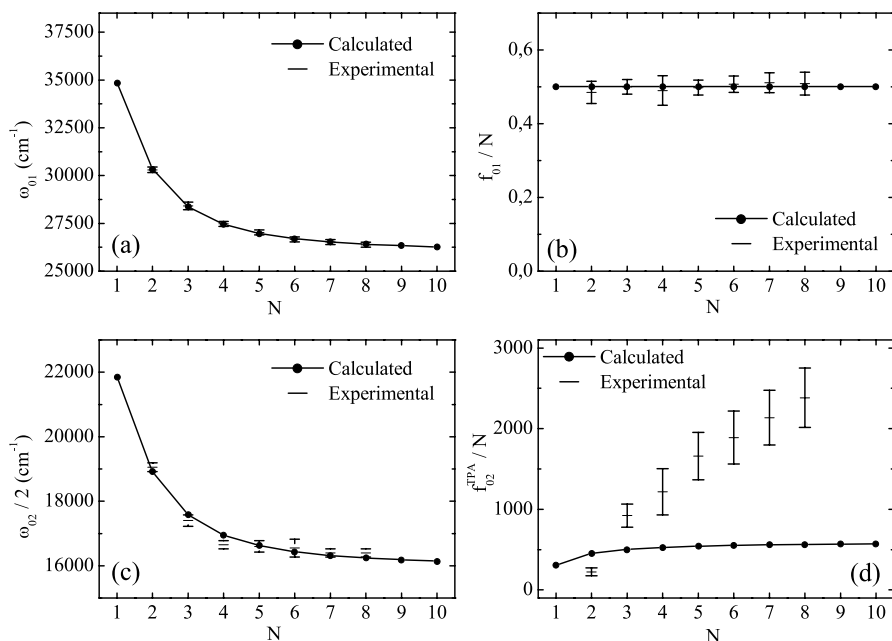 37500
35000
32500
30000
27500
25000
ω01 (cm-1)
Calculated
Experimental
(a)
1 2 3 4 5 6 7 8 9 10
N
0,6
0,4
0,2
0,0
f01 / N
Calculated
Experimental
(b)
1 2 3 4 5 6 7 8 9 10
N
22000
20000
18000
16000
ω02 / 2 (cm-1)
Calculated
Experimental
(c)
1 2 3 4 5 6 7 8 9 10
N
3000
2000
1000
0
f02TPA / N
Calculated
Experimental
(d)
1 2 3 4 5 6 7 8 9 10
N